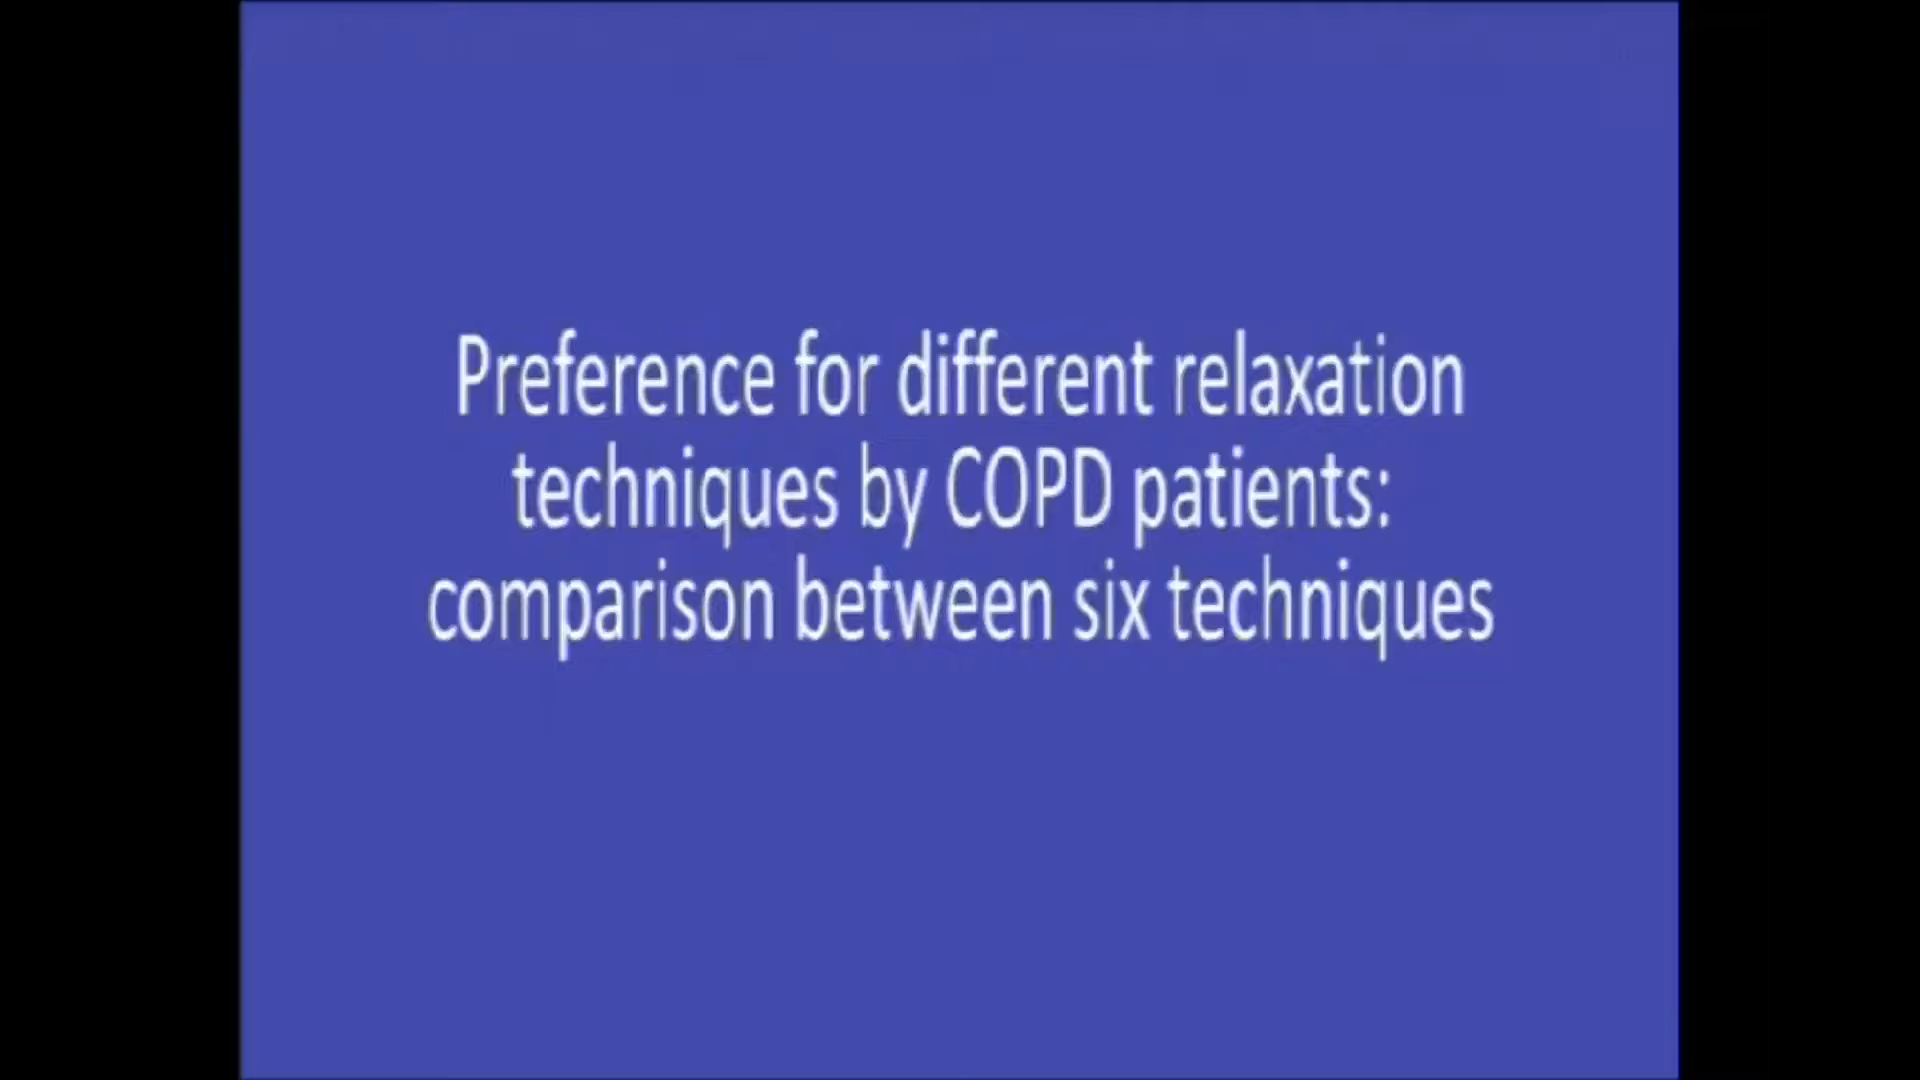 Preference for different relaxation
techniques by COPD patients:
comparison between six techniques